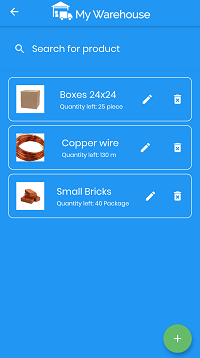 My Warehouse
Search for product
Boxes 24x24
Quantity left: 25 piece
Copper wire
Quantity left: 130 m
Small Bricks
Quantity left: 40 Package